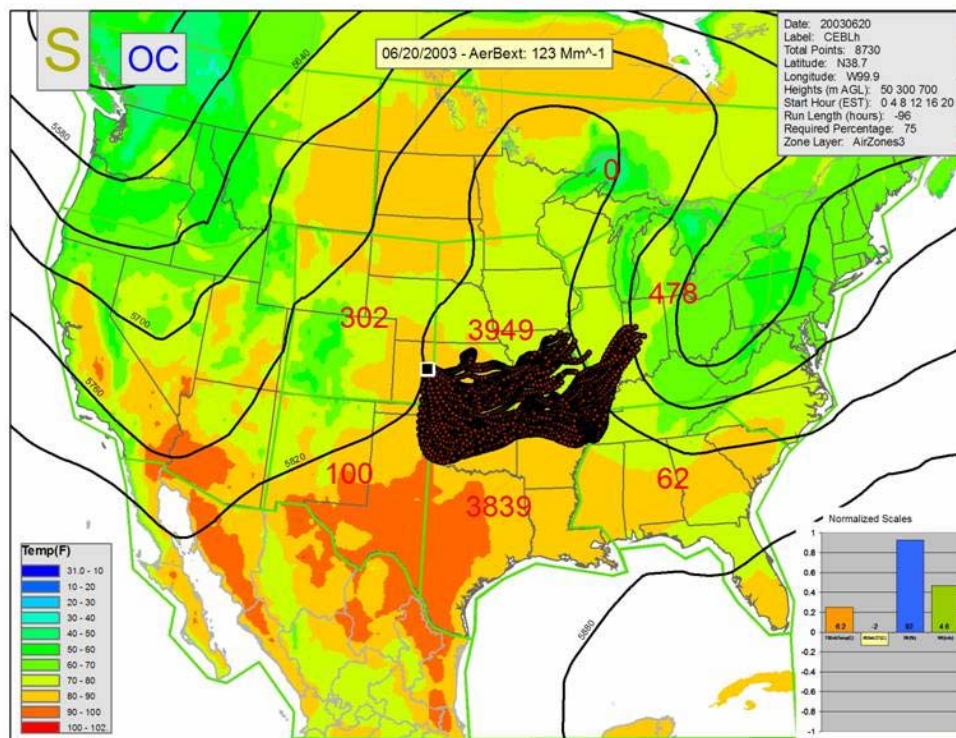 S
OC
06/20/2003 - AerBext: 123 Mm^-1
Date: 20030620
Label: CEBLh
Total Points: 8730
Latitude: N38.7
Longitude: W99.9
Heights (m AGL): 50 300 700
Start Hour (EST): 0 4 8 12 16 20
Run Length (hours): -96
Required Percentage: 75
Zone Layer: AirZones3
5640
5580
0
5700
302
478
3949
5760
5820
100
3839
62
5880
Temp(F)
31.0 - 10
10 - 20
20 - 30
30 - 40
40 - 50
50 - 60
60 - 70
70 - 80
80 - 90
90 - 100
100 - 102
Normalized Scales
1
0.8
0.6
0.4
0.2
0
-0.2
-0.4
-0.6
-0.8
-1
6.2
-2
92
4.6